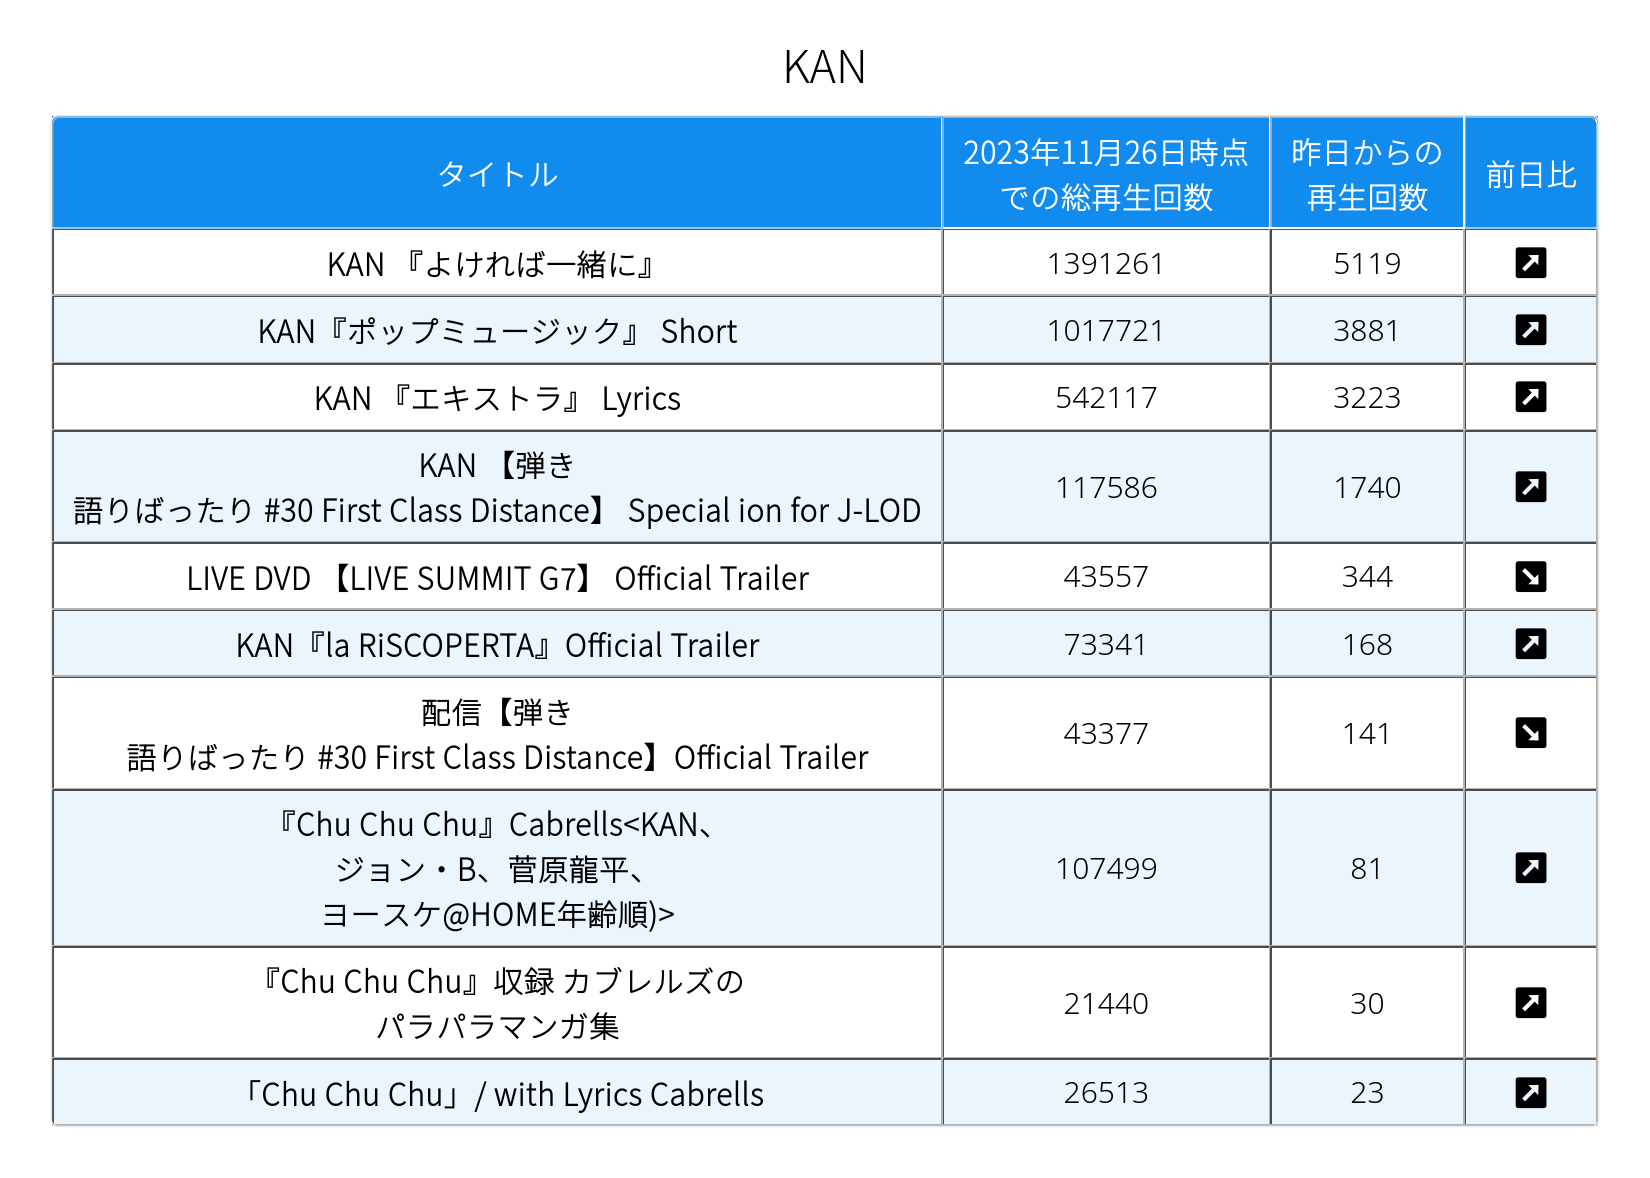 KAN
タイトル
2023年11月26日時点
での総再生回数
昨日からの
再生回数
前日比
KAN 『よければ一緒に』 1391261 5119
KAN『ポップミュージック』 Short 1017721 3881
KAN 『エキストラ』 Lyrics 542117 3223
KAN 【弾き
語りばったり #30 First Class Distance】 Special ion for J-LOD 117586 1740
LIVE DVD 【LIVE SUMMIT G7】 Official Trailer 43557 344
KAN『la RiSCOPERTA』Official Trailer 73341 168
配信【弾き
語りばったり #30 First Class Distance】Official Trailer 43377 141
『Chu Chu Chu』Cabrells<KAN、
ジョン・B、菅原龍平、
ヨースケ@HOME年齢順)> 107499 81
『Chu Chu Chu』収録 カブレルズの
パラパラマンガ集 21440 30
「Chu Chu Chu」/ with Lyrics Cabrells 26513 23